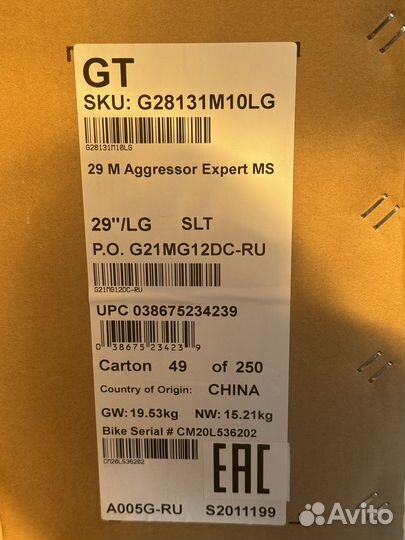 GT
SKU: G28131M10LG
G28131M10LG
29 M Aggressor Expert MS
29"/LG SLT
P.O. G21MG12DC-RU
G21MG12DC-RU
UPC 038675234239
0 38675 23423 9
Carton 49 of 250
Country of Origin: CHINA
GW: 19.53kg NW: 15.21kg
Bike Serial # CM20L536202
CM20L536202
EAC
A005G-RU S2011199
Avito